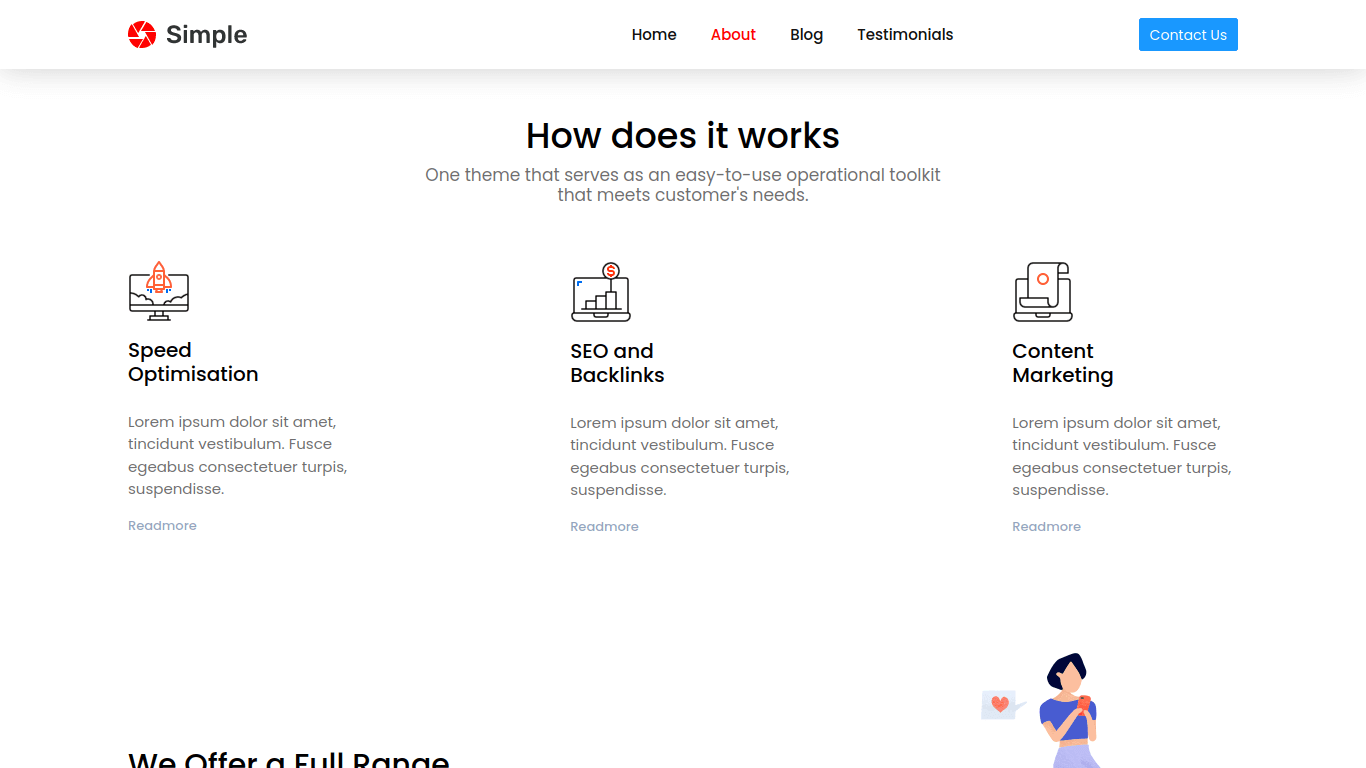 Simple
Home About Blog Testimonials
Contact Us
How does it works
One theme that serves as an easy-to-use operational toolkit
that meets customer's needs.
Speed
Optimisation
Lorem ipsum dolor sit amet,
tincidunt vestibulum. Fusce
egeabus consectetuer turpis,
suspendisse.
Readmore
SEO and
Backlinks
Lorem ipsum dolor sit amet,
tincidunt vestibulum. Fusce
egeabus consectetuer turpis,
suspendisse.
Readmore
Content
Marketing
Lorem ipsum dolor sit amet,
tincidunt vestibulum. Fusce
egeabus consectetuer turpis,
suspendisse.
Readmore
We Offer a Full Range